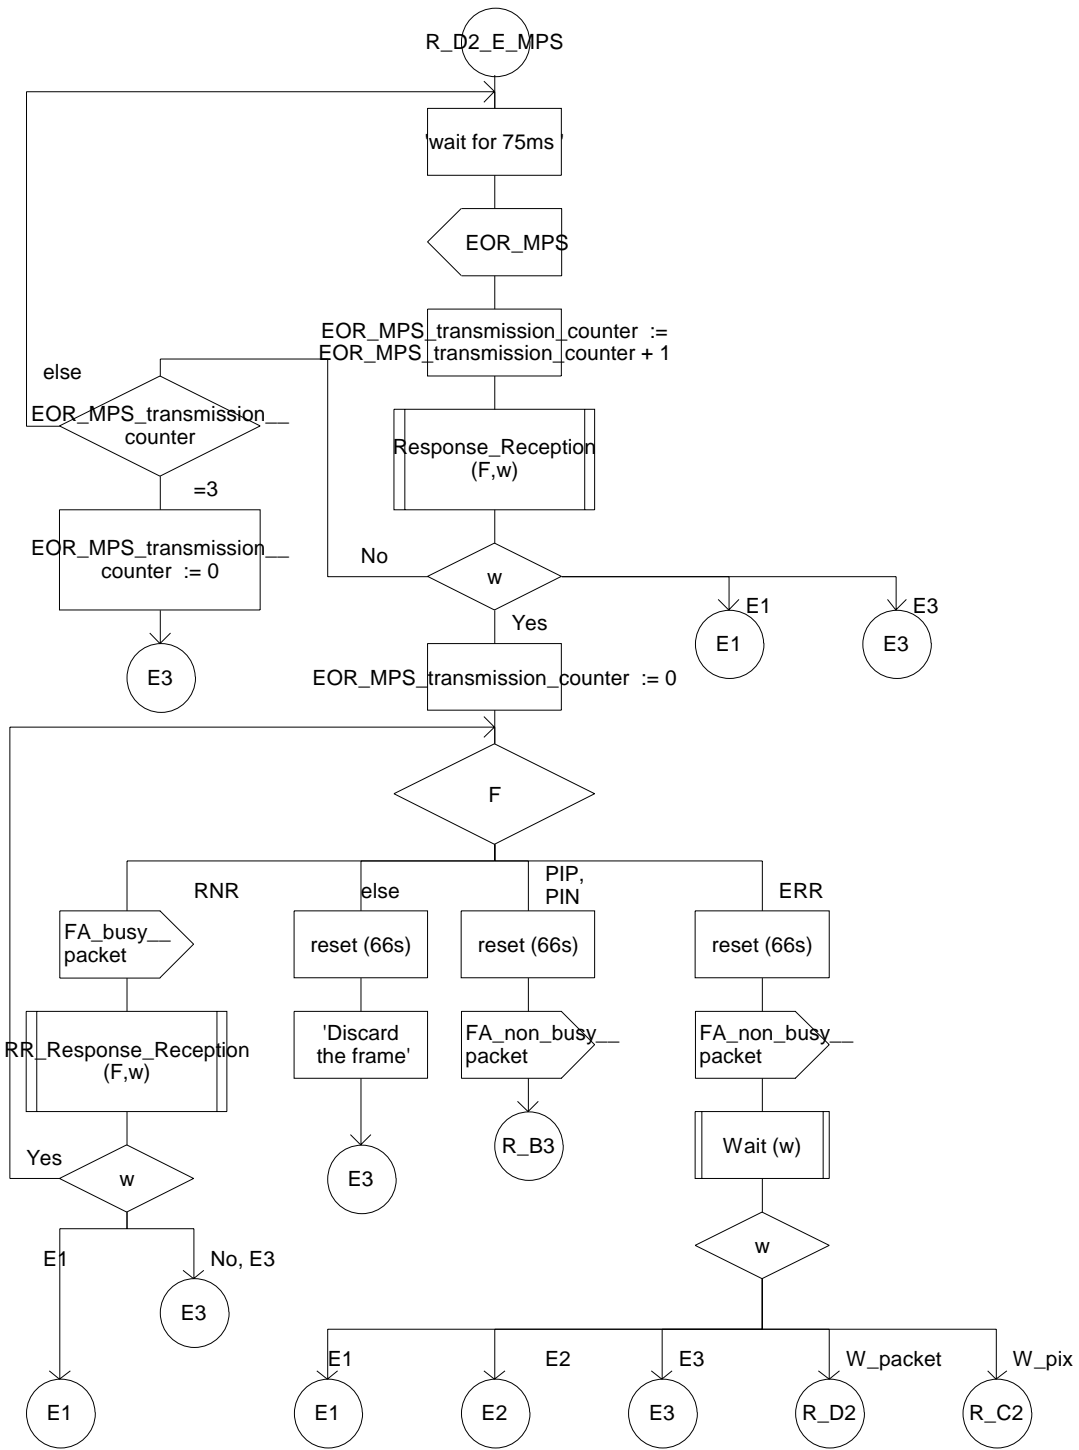 R_D2_E_MPS
'wait for 75ms '
EOR_MPS
EOR_MPS_transmission_counter :=
EOR_MPS_transmission_counter + 1
else
EOR_MPS_transmission__
counter
=3
Response_Reception
(F,w)
EOR_MPS_transmission__
counter := 0
No
w
E1
E3
Yes
E1
E3
E3
EOR_MPS_transmission_counter := 0
F
RNR
else
PIP,
PIN
ERR
FA_busy__
packet
reset (66s)
reset (66s)
reset (66s)
RR_Response_Reception
(F,w)
'Discard
the frame'
FA_non_busy__
packet
FA_non_busy__
packet
Yes
w
E3
R_B3
Wait (w)
E1
No, E3
w
E3
E1
E2
E3
W_packet
W_pix
E1
E1
E2
E3
R_D2
R_C2